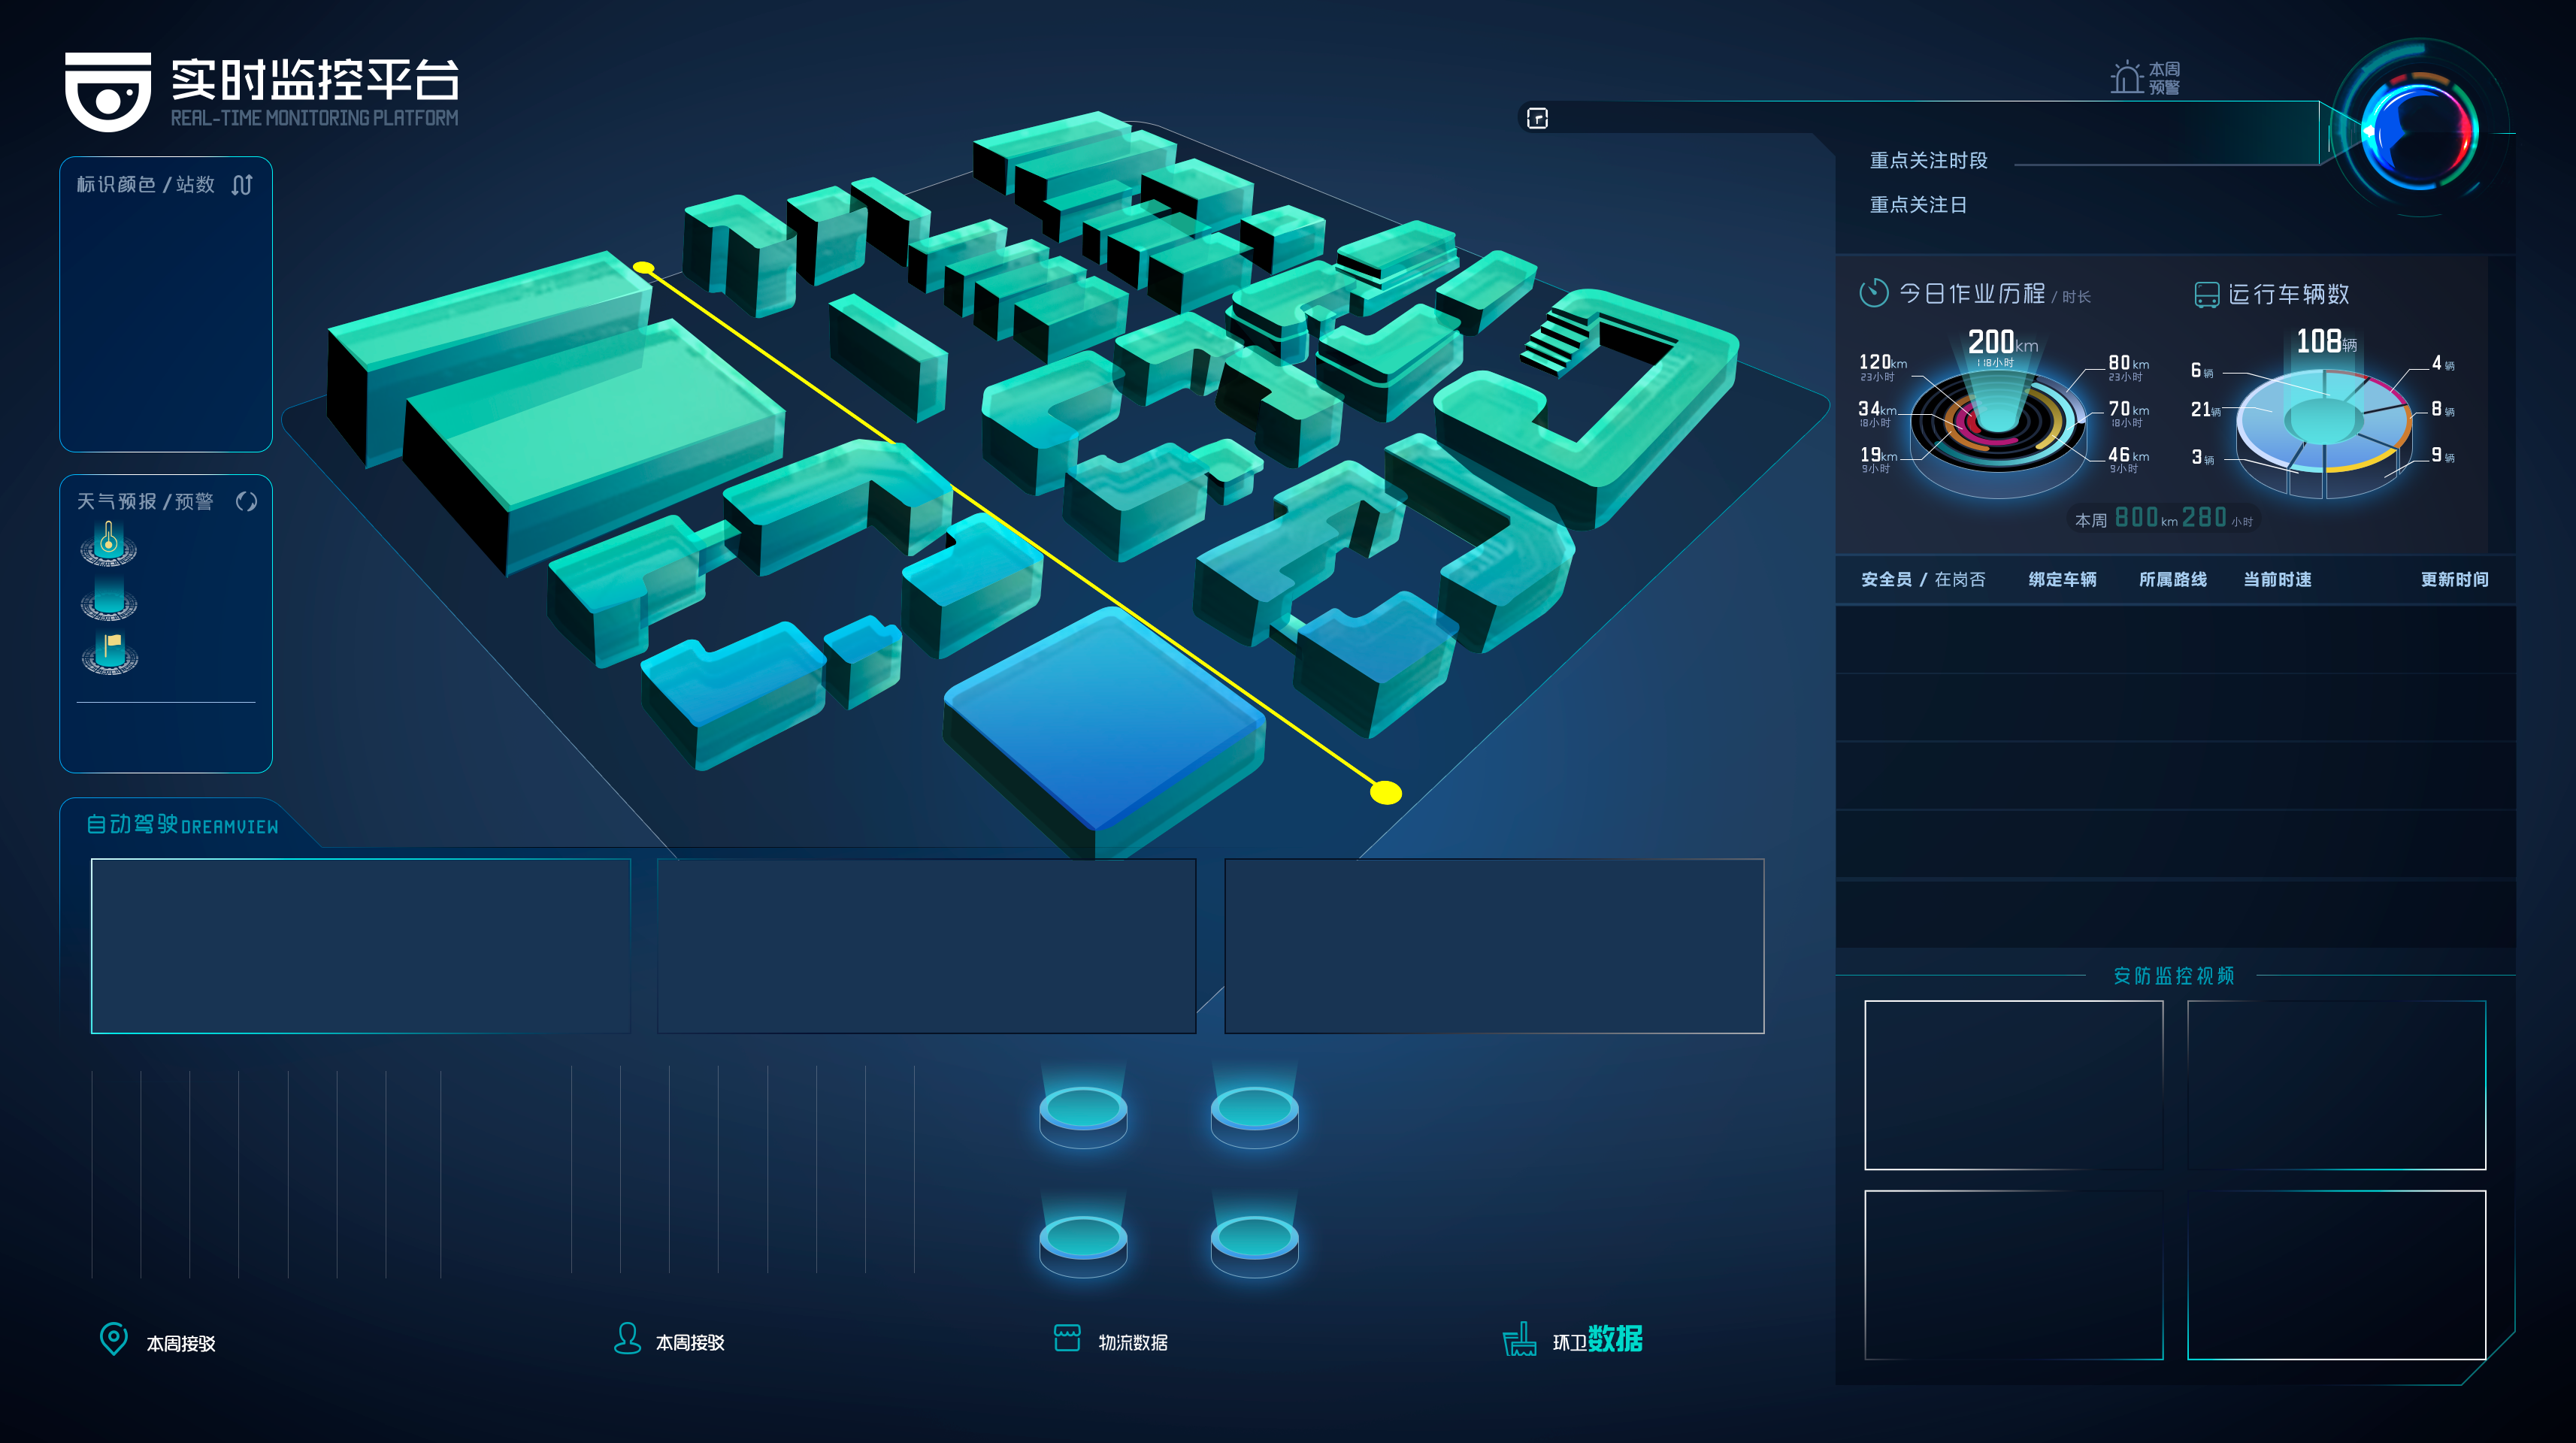 实时监控平台
REAL-TIME MONITORING PLATFORM
标识颜色 / 站数
天气预报 / 预警
自动驾驶 DREAMVIEW
本周接驳
本周接驳
物流数据
环卫数据
本周
预警
重点关注时段
重点关注日
今日作业历程 / 时长
200km
118小时
120km
23小时
34km
18小时
19km
9小时
80km
23小时
70km
18小时
46km
9小时
运行车辆数
108辆
6辆
21辆
3辆
4辆
8辆
9辆
本周 800km 280小时
安全员 / 在岗否 绑定车辆 所属路线 当前时速 更新时间
安防监控视频